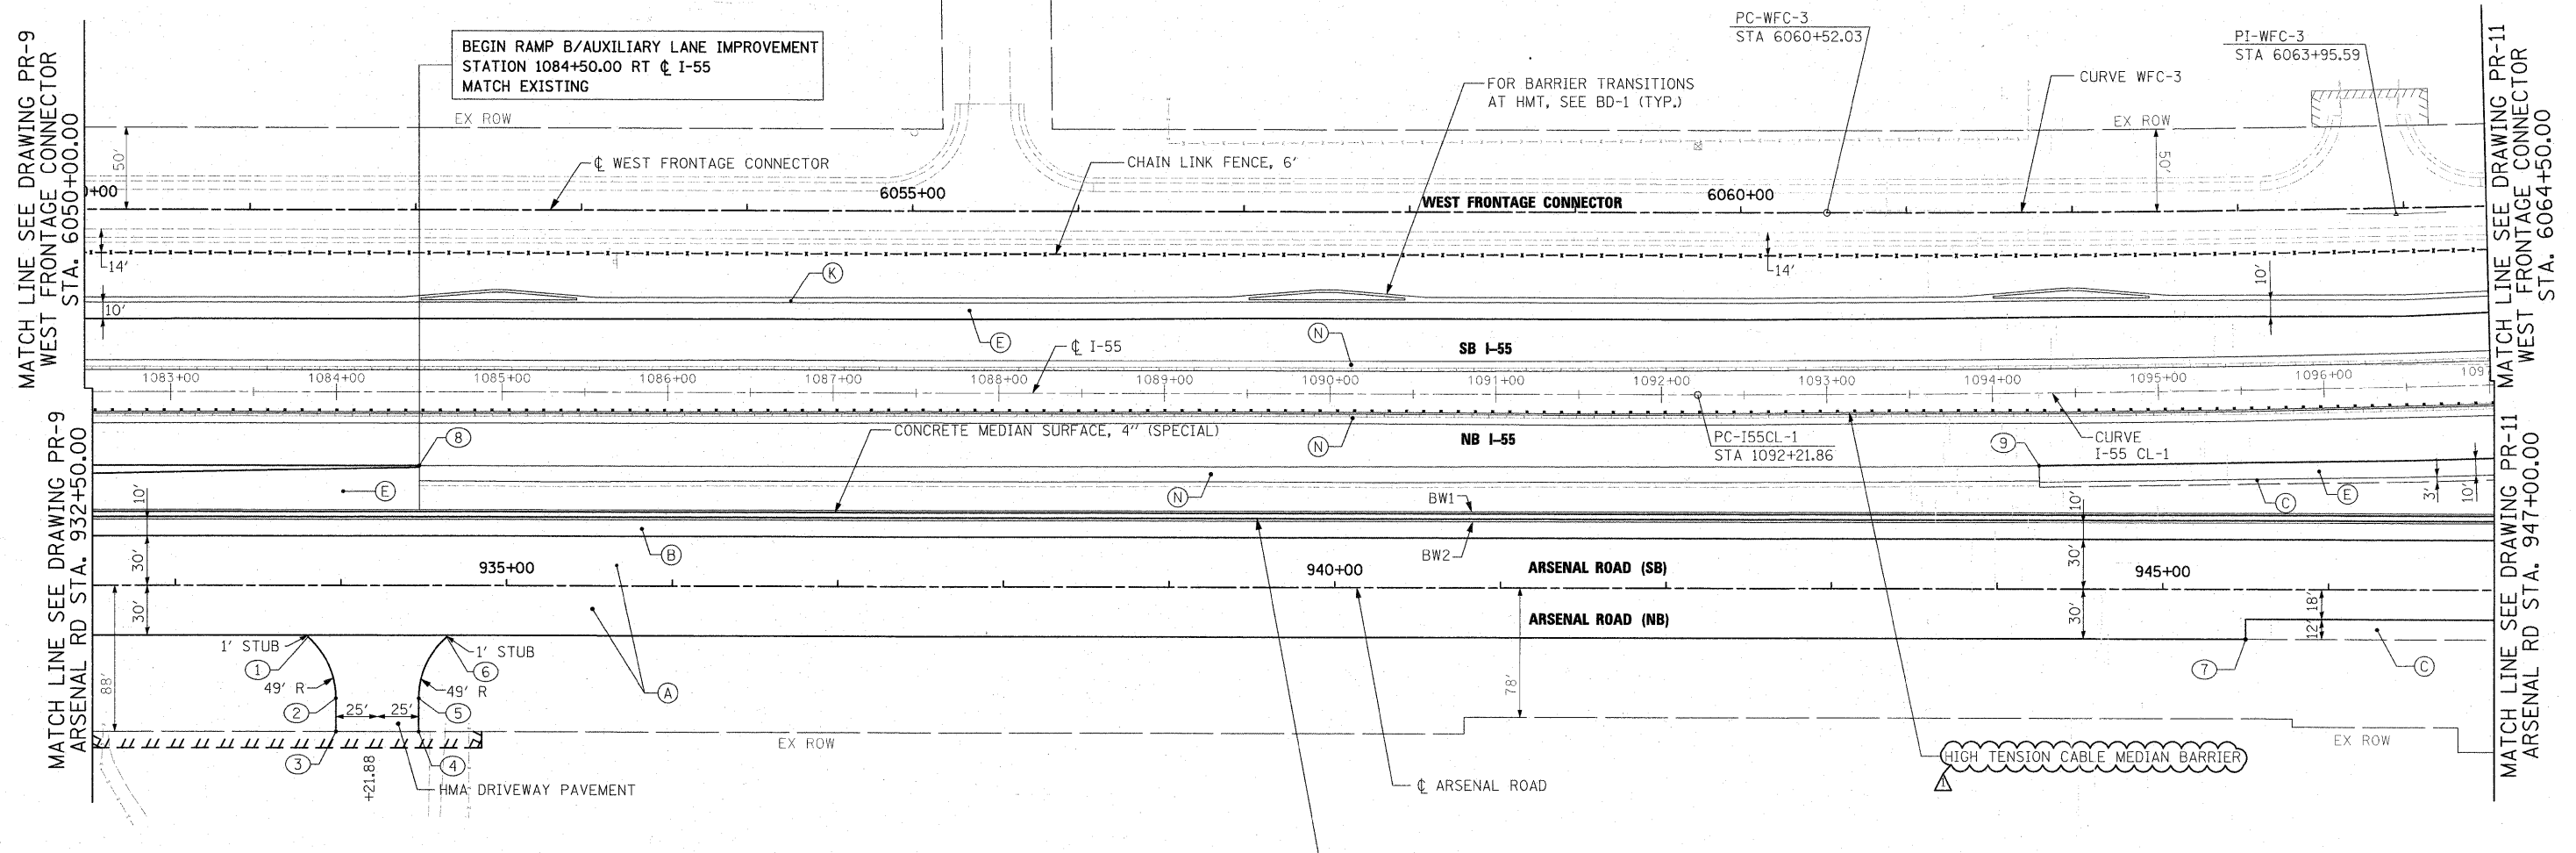 MATCH LINE SEE DRAWING PR-9
WEST FRONTAGE CONNECTOR
STA. 6050+00.00
MATCH LINE SEE DRAWING PR-9
ARSENAL RD STA. 932+50.00
BEGIN RAMP B/AUXILIARY LANE IMPROVEMENT
STATION 1084+50.00 RT ℄ I-55
MATCH EXISTING
EX ROW
PC-WFC-3
STA 6060+52.03
PI-WFC-3
STA 6063+95.59
CURVE WFC-3
FOR BARRIER TRANSITIONS
AT HMT, SEE BD-1 (TYP.)
EX ROW
50'
℄ WEST FRONTAGE CONNECTOR
CHAIN LINK FENCE, 6'
50'
0+00
6055+00
6060+00
WEST FRONTAGE CONNECTOR
14'
14'
K
10'
10'
E
N
SB I-55
℄ I-55
1083+00
1084+00
1085+00
1086+00
1087+00
1088+00
1089+00
1090+00
1091+00
1092+00
1093+00
1094+00
1095+00
1096+00
1097
8
CONCRETE MEDIAN SURFACE, 4" (SPECIAL)
N
NB I-55
PC-I55CL-1
STA 1092+21.86
9
CURVE
I-55 CL-1
E
N
BW1
C
E
3'
10'
10'
10'
B
BW2
30'
935+00
940+00
ARSENAL ROAD (SB)
30'
945+00
30'
ARSENAL ROAD (NB)
30'
18'
12'
1' STUB
1' STUB
1
6
7
C
49' R
49' R
A
88'
78'
2
25'
25'
5
EX ROW
EX ROW
3
4
+21.88
HMA DRIVEWAY PAVEMENT
℄ ARSENAL ROAD
HIGH TENSION CABLE MEDIAN BARRIER
1
MATCH LINE SEE DRAWING PR-11
WEST FRONTAGE CONNECTOR
STA. 6064+50.00
MATCH LINE SEE DRAWING PR-11
ARSENAL RD STA. 947+00.00